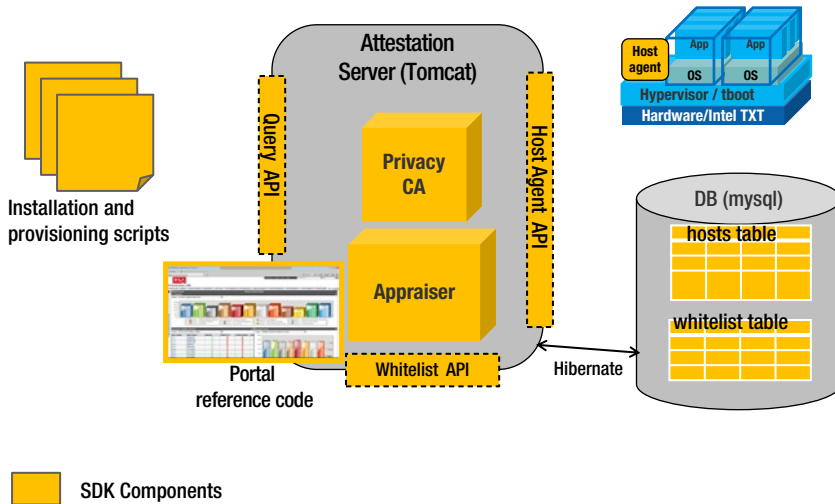 Attestation
Server (Tomcat)
Query API
Privacy
CA
Appraiser
Host Agent API
Whitelist API
Installation and
provisioning scripts
Portal
reference code
Host
agent
App
App
OS
OS
Hypervisor / tboot
Hardware/Intel TXT
DB (mysql)
hosts table
whitelist table
Hibernate
SDK Components